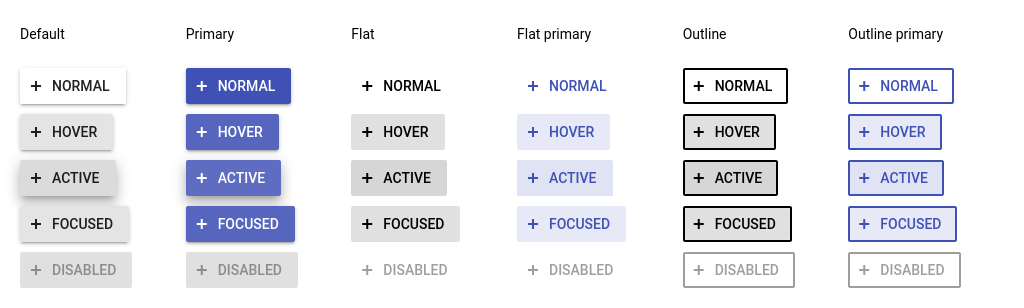 Default Primary Flat Flat primary Outline Outline primary
+ NORMAL + NORMAL + NORMAL + NORMAL + NORMAL + NORMAL
+ HOVER + HOVER + HOVER + HOVER + HOVER + HOVER
+ ACTIVE + ACTIVE + ACTIVE + ACTIVE + ACTIVE + ACTIVE
+ FOCUSED + FOCUSED + FOCUSED + FOCUSED + FOCUSED + FOCUSED
+ DISABLED + DISABLED + DISABLED + DISABLED + DISABLED + DISABLED